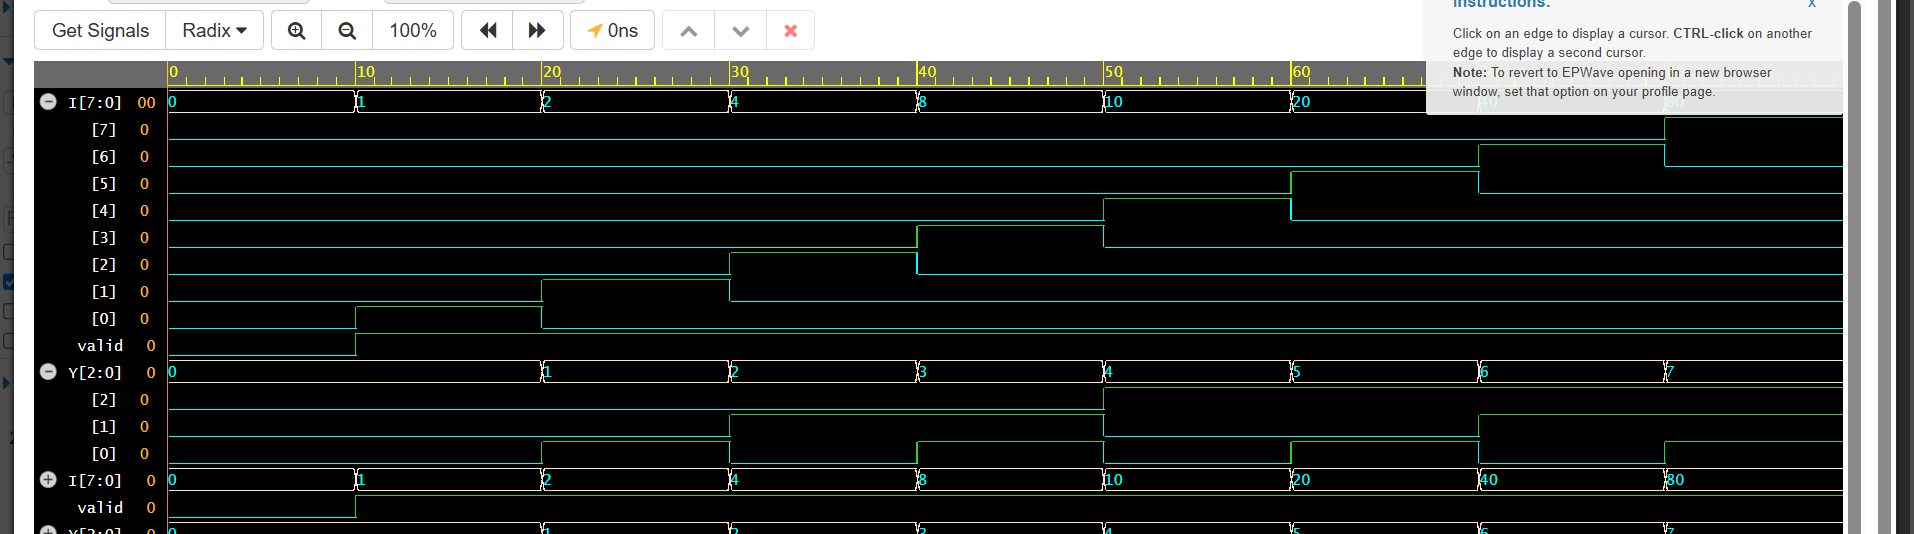 Instructions: x
Get Signals Radix 100% 0ns
Click on an edge to display a cursor. CTRL-click on another
edge to display a second cursor.
Note: To revert to EPWave opening in a new browser
window, set that option on your profile page.
0 10 20 30 40 50 60
I[7:0] 00 0 1 2 4 8 10 20 40 80
[7] 0
[6] 0
[5] 0
[4] 0
[3] 0
[2] 0
[1] 0
[0] 0
valid 0
Y[2:0] 0 0 1 2 3 4 5 6 7
[2] 0
[1] 0
[0] 0
I[7:0] 0 0 1 2 4 8 10 20 40 80
valid 0
Y[2:0] 0 0 1 2 3 4 5 6 7